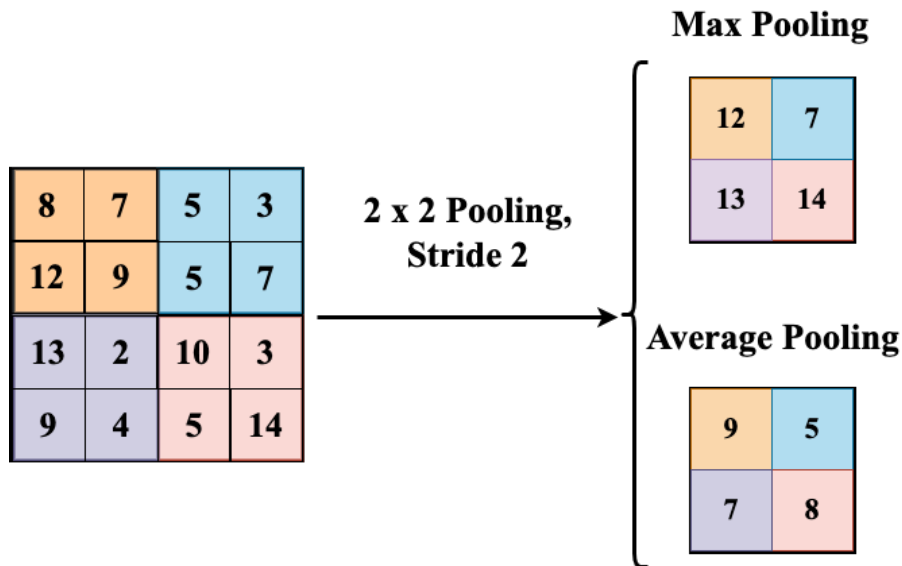 Max Pooling
12 7
13 14
8 7 5 3
12 9 5 7
13 2 10 3
9 4 5 14
2 x 2 Pooling,
Stride 2
Average Pooling
9 5
7 8